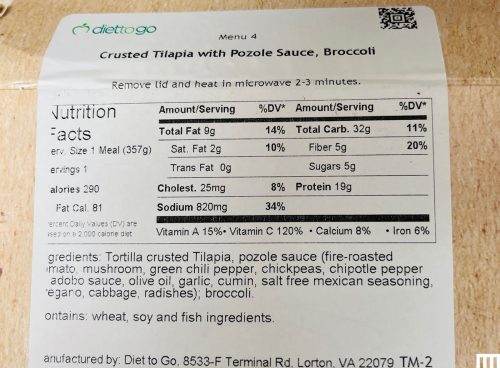 diettogo
Menu 4
Crusted Tilapia with Pozole Sauce, Broccoli
Remove lid and heat in microwave 2-3 minutes.
Nutrition
Facts
erv. Size 1 Meal (357g)
ervings 1
alories 290
Fat Cal. 81
ercent Daily Values (DV) are
sed on a 2,000 calorie diet
Amount/Serving %DV* Amount/Serving %DV*
Total Fat 9g 14% Total Carb. 32g 11%
Sat. Fat 2g 10% Fiber 5g 20%
Trans Fat 0g Sugars 5g
Cholest. 25mg 8% Protein 19g
Sodium 820mg 34%
Vitamin A 15% • Vitamin C 120% • Calcium 8% • Iron 6%
gredients: Tortilla crusted Tilapia, pozole sauce (fire-roasted
mato, mushroom, green chili pepper, chickpeas, chipotle pepper
adobo sauce, olive oil, garlic, cumin, salt free mexican seasoning,
egano, cabbage, radishes); broccoli.
ontains: wheat, soy and fish ingredients.
anufactured by: Diet to Go, 8533-F Terminal Rd, Lorton, VA 22079 TM-2